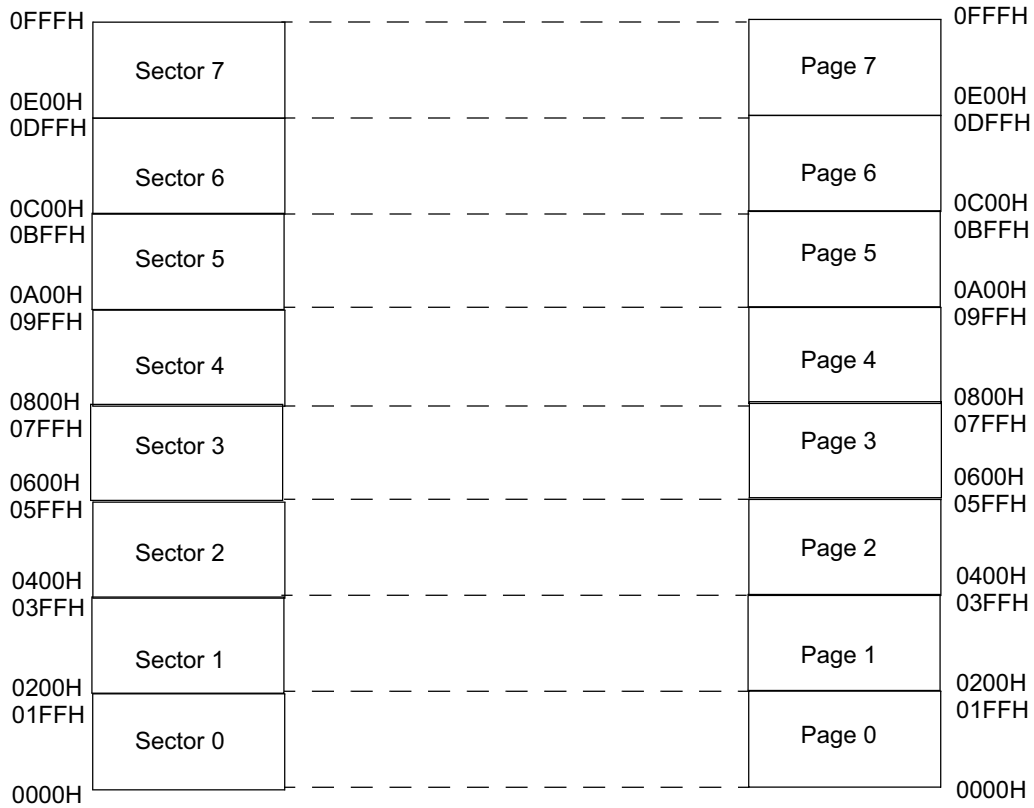 0FFFH 0FFFH
Sector 7 Page 7
0E00H 0E00H
0DFFH 0DFFH
Sector 6 Page 6
0C00H 0C00H
0BFFH 0BFFH
Sector 5 Page 5
0A00H 0A00H
09FFH 09FFH
Sector 4 Page 4
0800H 0800H
07FFH 07FFH
Sector 3 Page 3
0600H 0600H
05FFH 05FFH
Sector 2 Page 2
0400H 0400H
03FFH 03FFH
Sector 1 Page 1
0200H 0200H
01FFH 01FFH
Sector 0 Page 0
0000H 0000H